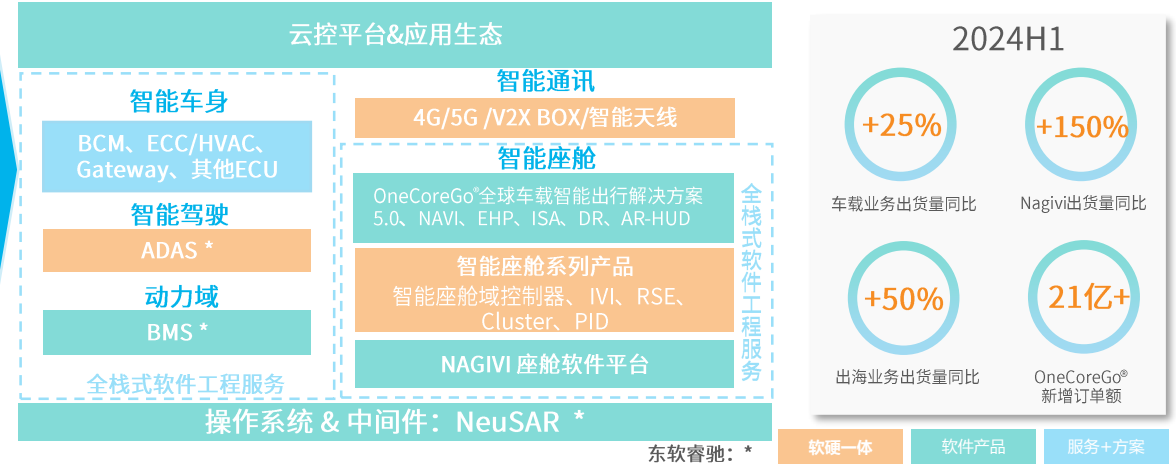 云控平台&应用生态
智能车身
BCM、ECC/HVAC、
Gateway、其他ECU
智能驾驶
ADAS *
动力域
BMS *
全栈式软件工程服务
智能通讯
4G/5G /V2X BOX/智能天线
智能座舱
OneCoreGo®全球车载智能出行解决方案
5.0、NAVI、EHP、ISA、DR、AR-HUD
智能座舱系列产品
智能座舱域控制器、 IVI、RSE、
Cluster、PID
NAGIVI 座舱软件平台
全栈式软件工程服务
操作系统 & 中间件：NeuSAR *
东软睿驰：*
2024H1
+25%
车载业务出货量同比
+150%
Nagivi出货量同比
+50%
出海业务出货量同比
21亿+
OneCoreGo®
新增订单额
软硬一体
软件产品
服务+方案